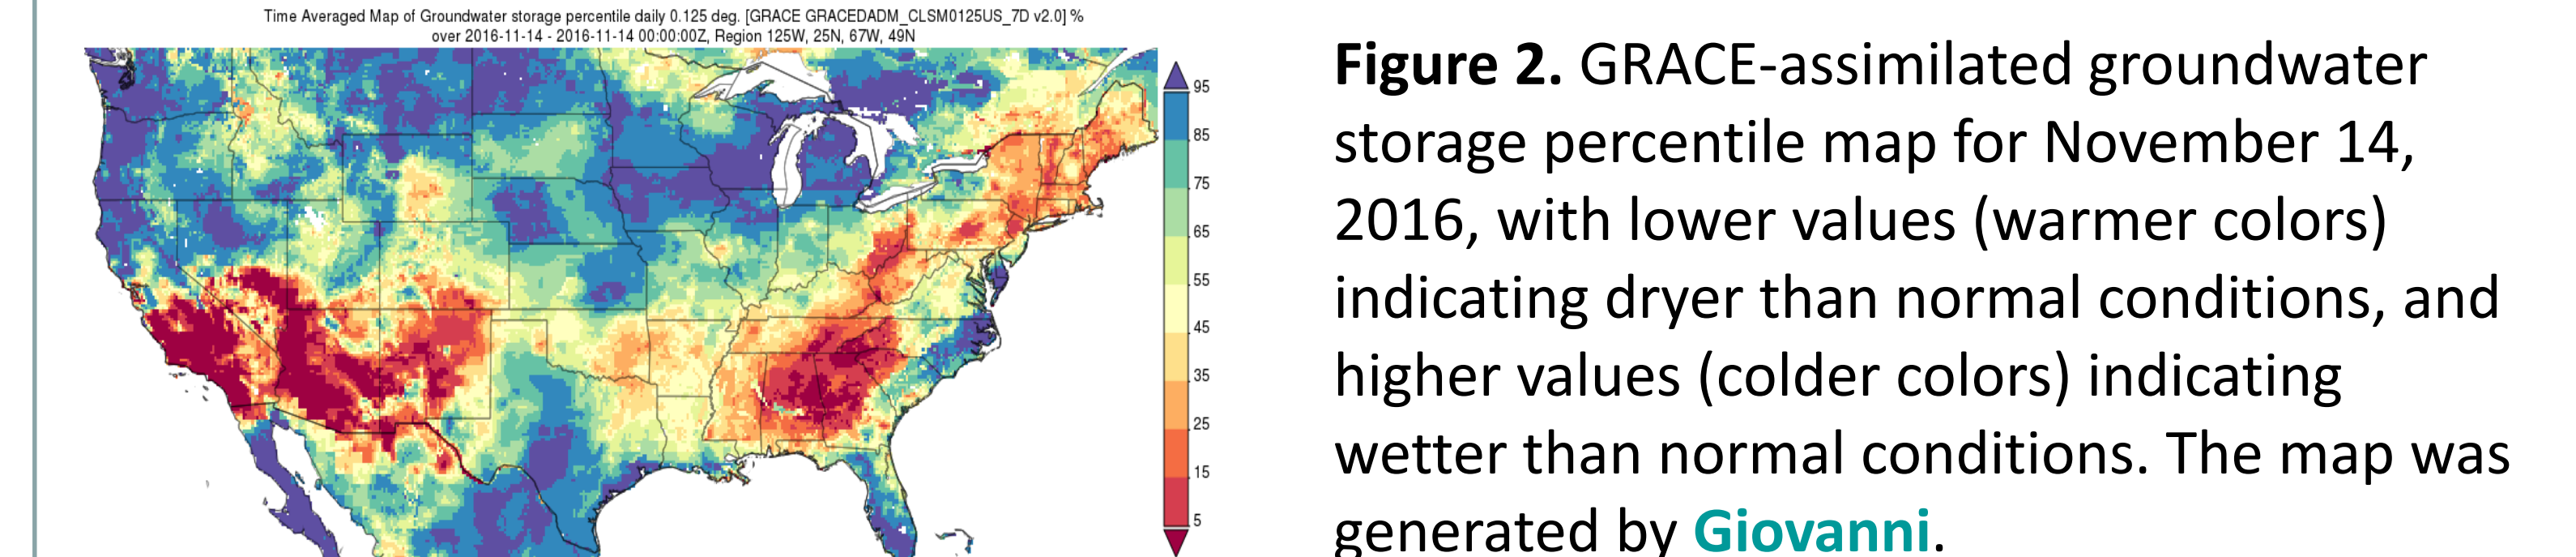 Time Averaged Map of Groundwater storage percentile daily 0.125 deg. [GRACE GRACEDADM_CLSM0125US_7D v2.0] %
over 2016-11-14 - 2016-11-14 00:00:00Z, Region 125W, 25N, 67W, 49N
95
85
75
65
55
45
35
25
15
5
Figure 2. GRACE-assimilated groundwater
storage percentile map for November 14,
2016, with lower values (warmer colors)
indicating dryer than normal conditions, and
higher values (colder colors) indicating
wetter than normal conditions. The map was
generated by Giovanni.